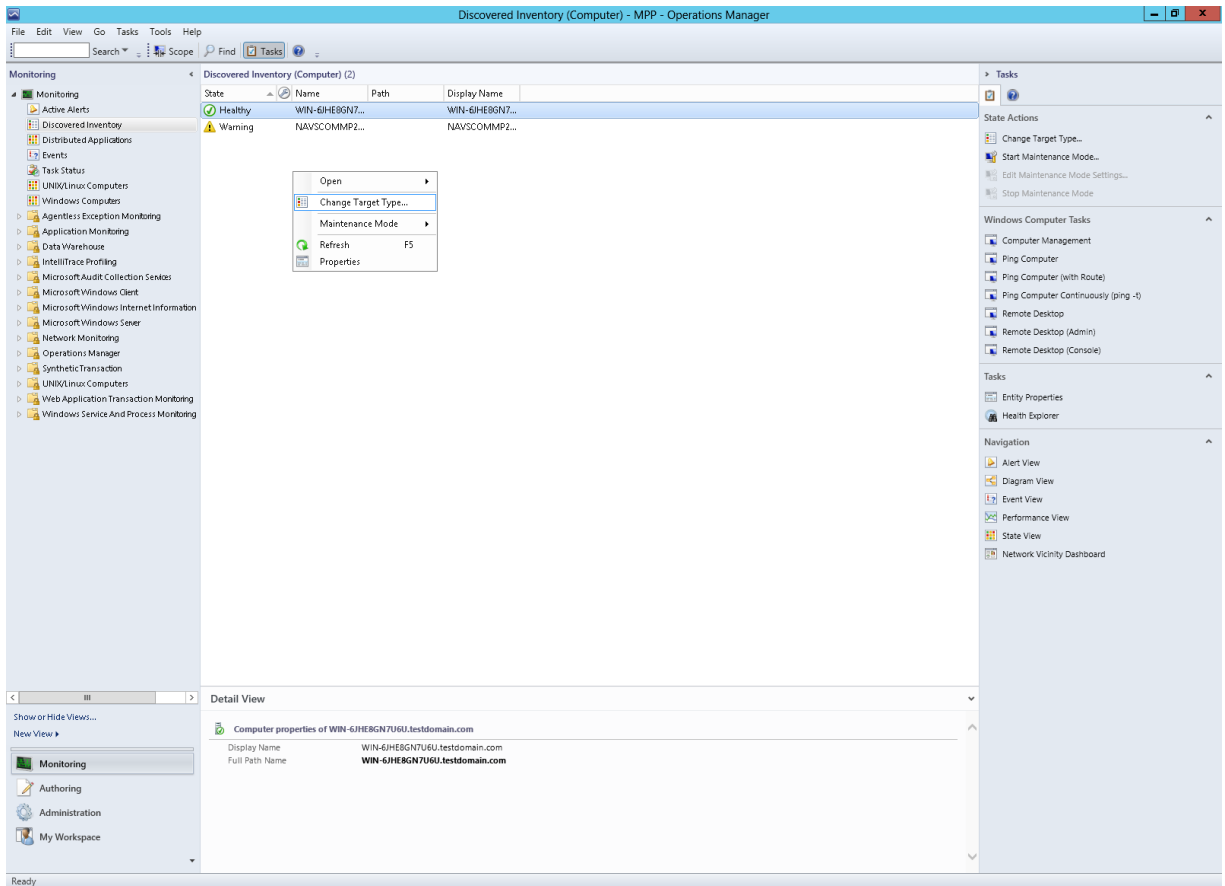 Discovered Inventory (Computer) - MPP - Operations Manager
File Edit View Go Tasks Tools Help
Search Scope Find Tasks
Monitoring
Monitoring
Active Alerts
Discovered Inventory
Distributed Applications
Events
Task Status
UNIX/Linux Computers
Windows Computers
Agentless Exception Monitoring
Application Monitoring
Data Warehouse
IntelliTrace Profiling
Microsoft Audit Collection Services
Microsoft Windows Client
Microsoft Windows Internet Information
Microsoft Windows Server
Network Monitoring
Operations Manager
Synthetic Transaction
UNIX/Linux Computers
Web Application Transaction Monitoring
Windows Service And Process Monitoring
Show or Hide Views...
New View
Monitoring
Authoring
Administration
My Workspace
Discovered Inventory (Computer) (2)
State Name Path Display Name
Healthy WIN-6JHE8GN7... WIN-6JHE8GN7...
Warning NAVSCOMMP2... NAVSCOMMP2...
Open
Change Target Type...
Maintenance Mode
Refresh F5
Properties
Detail View
Computer properties of WIN-6JHE8GN7U6U.testdomain.com
Display Name WIN-6JHE8GN7U6U.testdomain.com
Full Path Name WIN-6JHE8GN7U6U.testdomain.com
Tasks
State Actions
Change Target Type...
Start Maintenance Mode...
Edit Maintenance Mode Settings...
Stop Maintenance Mode
Windows Computer Tasks
Computer Management
Ping Computer
Ping Computer (with Route)
Ping Computer Continuously (ping -t)
Remote Desktop
Remote Desktop (Admin)
Remote Desktop (Console)
Tasks
Entity Properties
Health Explorer
Navigation
Alert View
Diagram View
Event View
Performance View
State View
Network Vicinity Dashboard
Ready